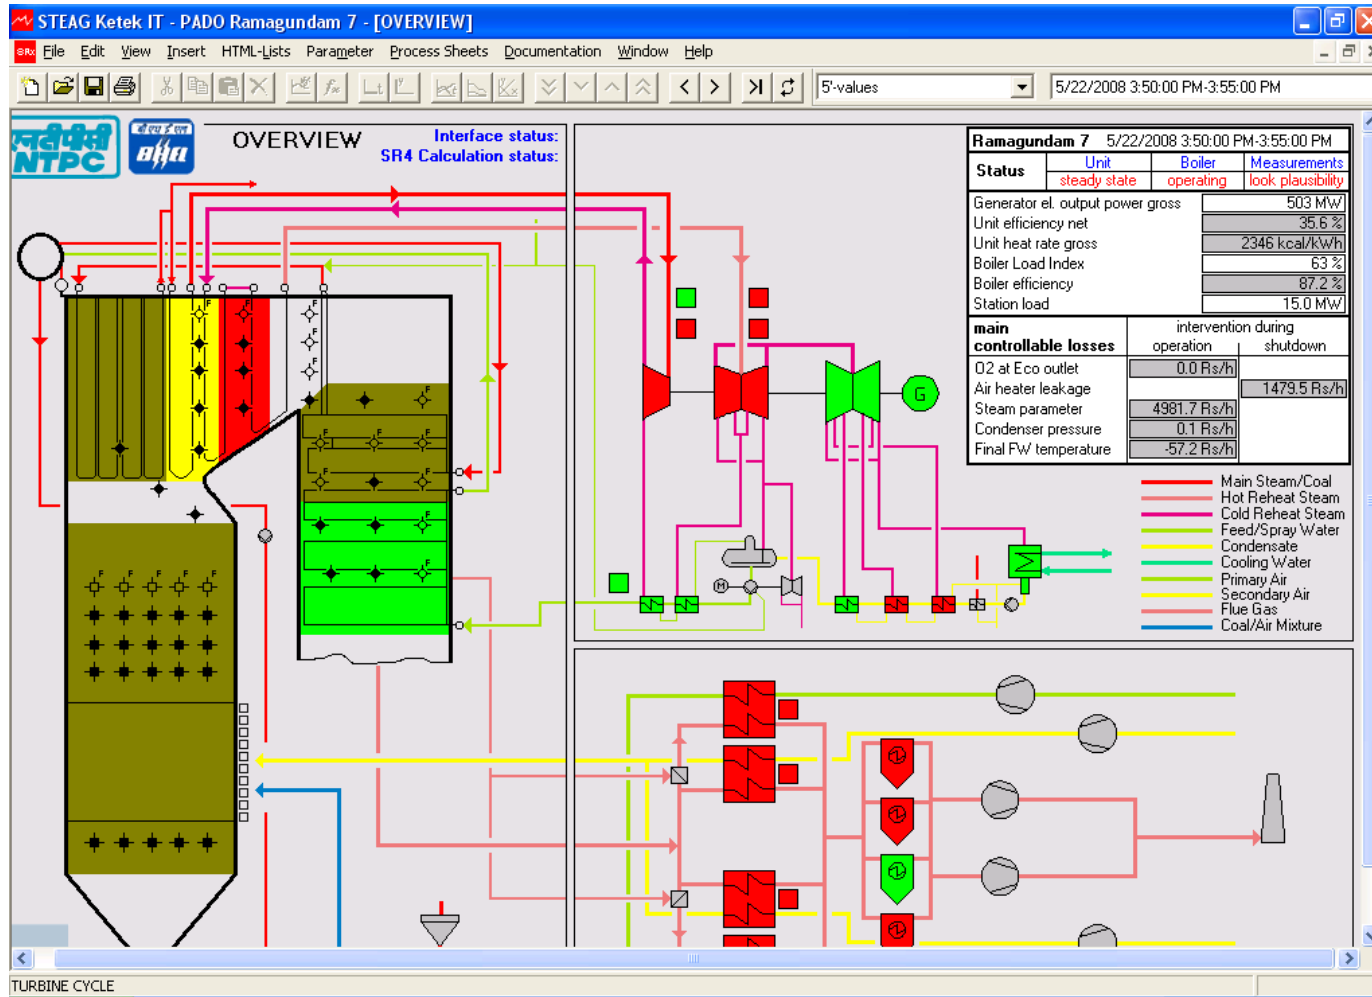 STEAG Ketek IT - PADO Ramagundam 7 - [OVERVIEW]
SRx File Edit View Insert HTML-Lists Parameter Process Sheets Documentation Window Help
5'-values 5/22/2008 3:50:00 PM-3:55:00 PM
एनटीपीसी
NTPC
बी एच ई एल
OVERVIEW
Interface status:
SR4 Calculation status:
Ramagundam 7 5/22/2008 3:50:00 PM-3:55:00 PM
Status Unit Boiler Measurements
steady state operating look plausibility
Generator el. output power gross 503 MW
Unit efficiency net 35.6 %
Unit heat rate gross 2346 kcal/kWh
Boiler Load Index 63 %
Boiler efficiency 87.2 %
Station load 15.0 MW
main controllable losses intervention during
operation shutdown
O2 at Eco outlet 0.0 Rs/h
Air heater leakage 1479.5 Rs/h
Steam parameter 4981.7 Rs/h
Condenser pressure 0.1 Rs/h
Final FW temperature -57.2 Rs/h
G
M
Main Steam/Coal
Hot Reheat Steam
Cold Reheat Steam
Feed/Spray Water
Condensate
Cooling Water
Primary Air
Secondary Air
Flue Gas
Coal/Air Mixture
F F F
F F
F
F F F
F F
F
F
F F F F F
TURBINE CYCLE